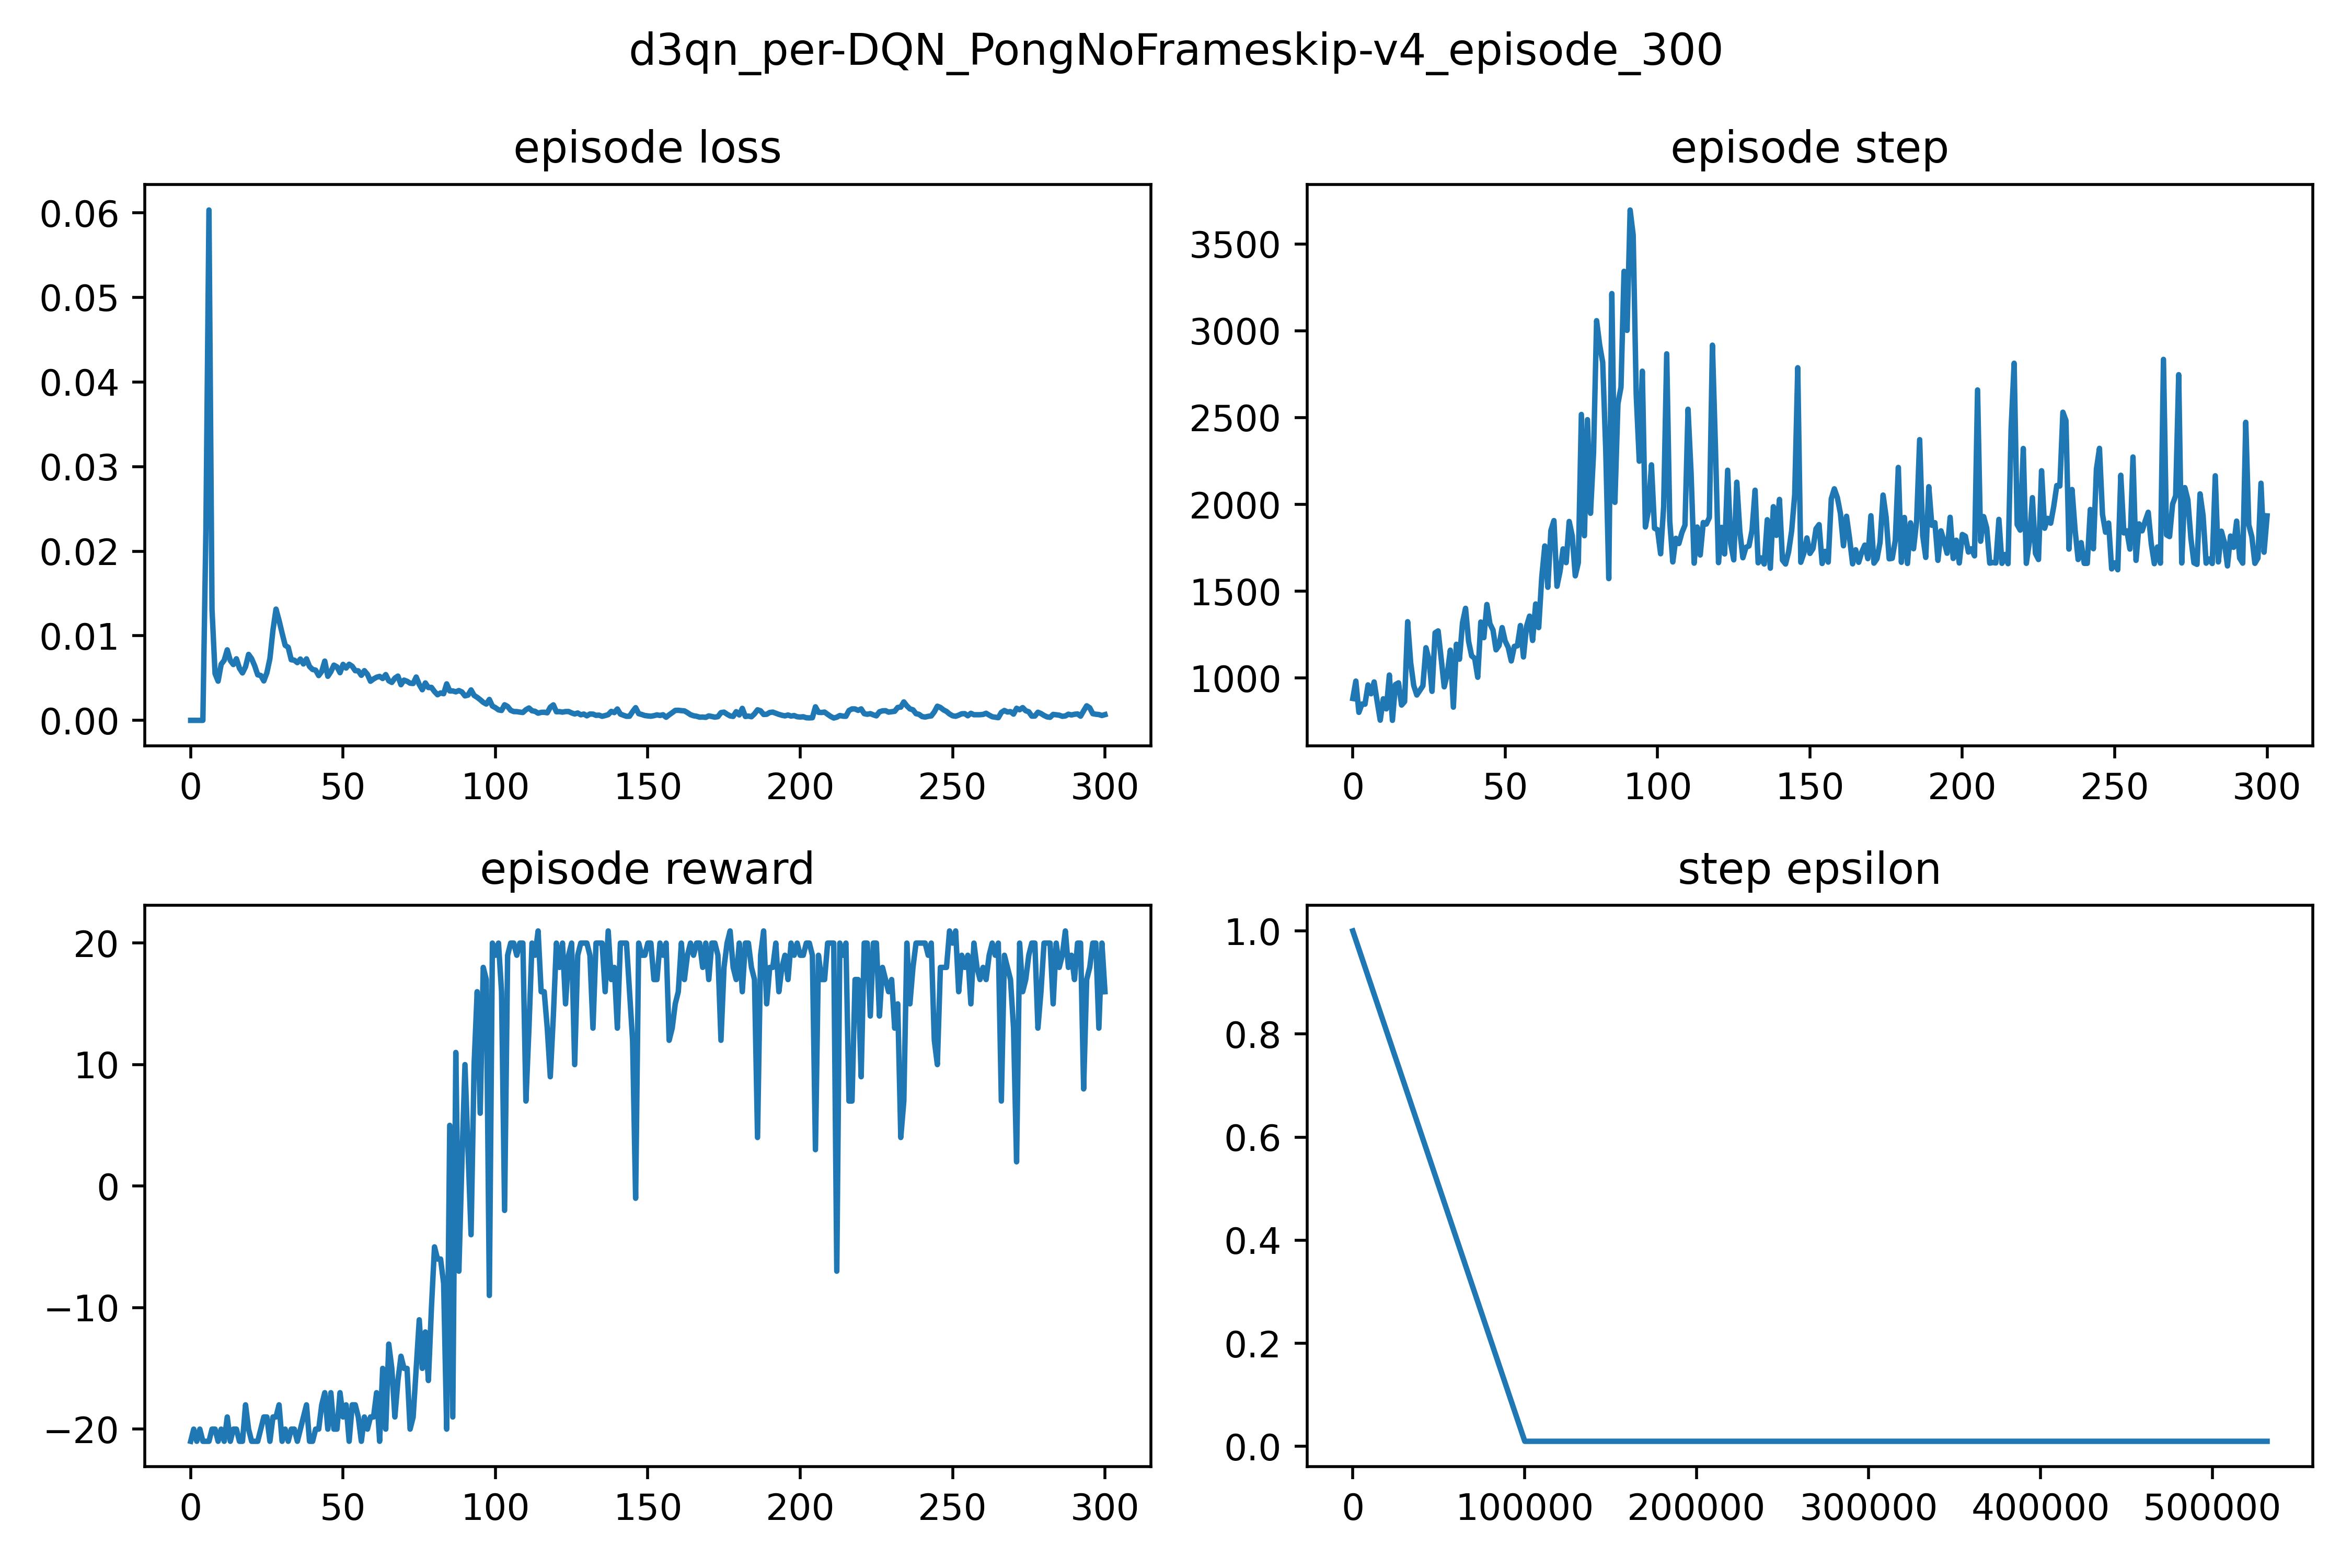 d3qn_per-DQN_PongNoFrameskip-v4_episode_300
episode loss
0.06
0.05
0.04
0.03
0.02
0.01
0.00
0 50 100 150 200 250 300
episode step
3500
3000
2500
2000
1500
1000
0 50 100 150 200 250 300
episode reward
20
10
0
−10
−20
0 50 100 150 200 250 300
step epsilon
1.0
0.8
0.6
0.4
0.2
0.0
0 100000 200000 300000 400000 500000